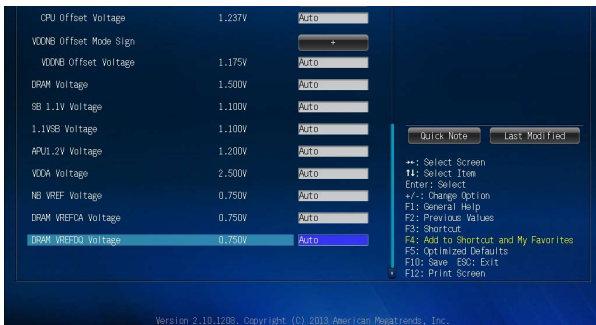 CPU Offset Voltage 1.237V Auto
VDDNB Offset Mode Sign +
VDDNB Offset Voltage 1.175V Auto
DRAM Voltage 1.500V Auto
SB 1.1V Voltage 1.100V Auto
1.1VSB Voltage 1.100V Auto
APU1.2V Voltage 1.200V Auto
VDDA Voltage 2.500V Auto
NB VREF Voltage 0.750V Auto
DRAM VREFCA Voltage 0.750V Auto
DRAM VREFDQ Voltage 0.750V Auto
Quick Note Last Modified
→←: Select Screen
↑↓: Select Item
Enter: Select
+/-: Change Option
F1: General Help
F2: Previous Values
F3: Shortcut
F4: Add to Shortcut and My Favorites
F5: Optimized Defaults
F10: Save ESC: Exit
F12: Print Screen
Version 2.10.1208. Copyright (C) 2013 American Megatrends, Inc.